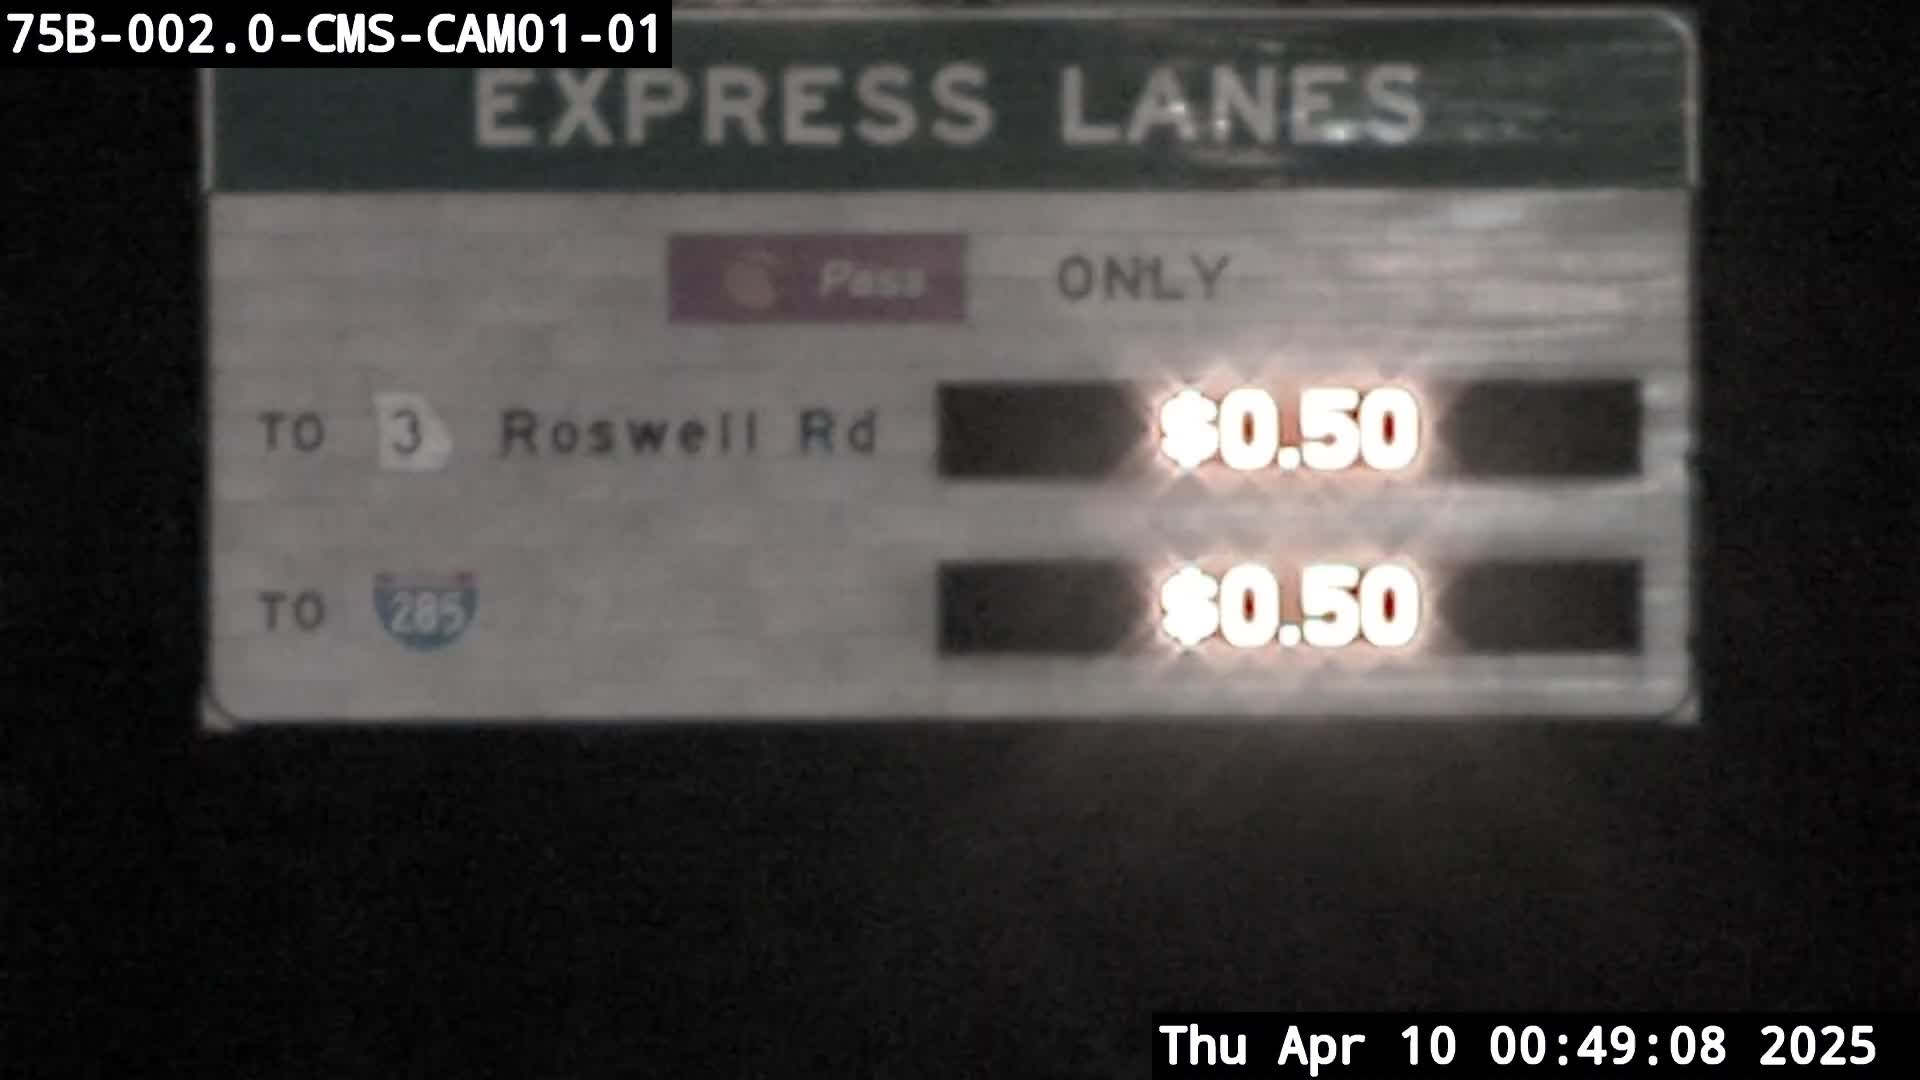 75B-002.0-CMS-CAM01-01
EXPRESS LANES
Pass ONLY
TO 3 Roswell Rd $0.50
TO 285 $0.50
Thu Apr 10 00:49:08 2025